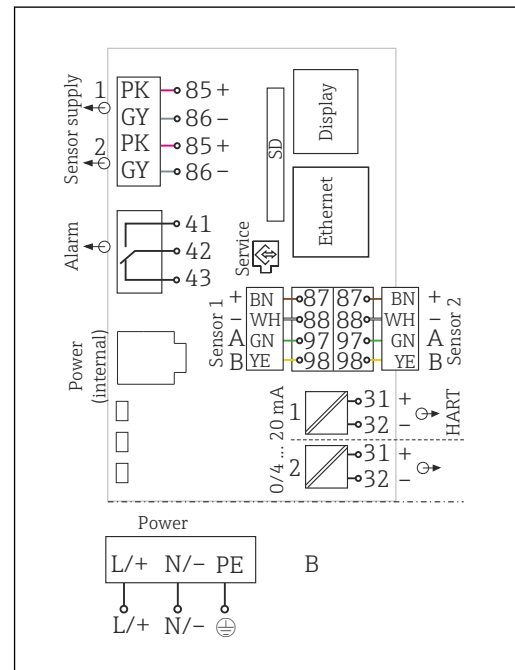 Sensor supply
1
PK
85 +
GY
86 –
2
PK
85 +
GY
86 –
Display
SD
Ethernet
Alarm
41
42
43
Service
Sensor 1
+ BN 87 87 BN +
– WH 88 88 WH –
A GN 97 97 GN A
B YE 98 98 YE B
Sensor 2
Power
(internal)
0/4 ... 20 mA
1
31 +
32 –
HART
2
31 +
32 –
Power
L/+ N/– PE
B
L/+ N/–